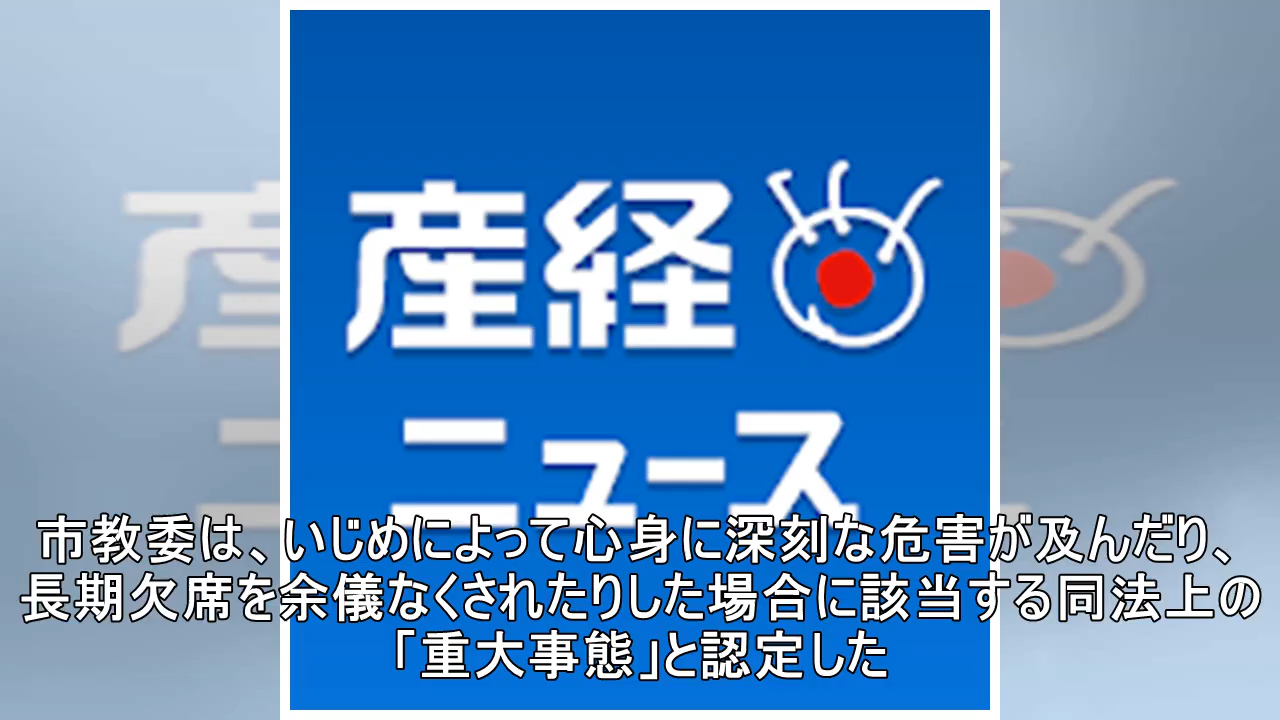 産経
ニュース
市教委は、いじめによって心身に深刻な危害が及んだり、
長期欠席を余儀なくされたりした場合に該当する同法上の
「重大事態」と認定した